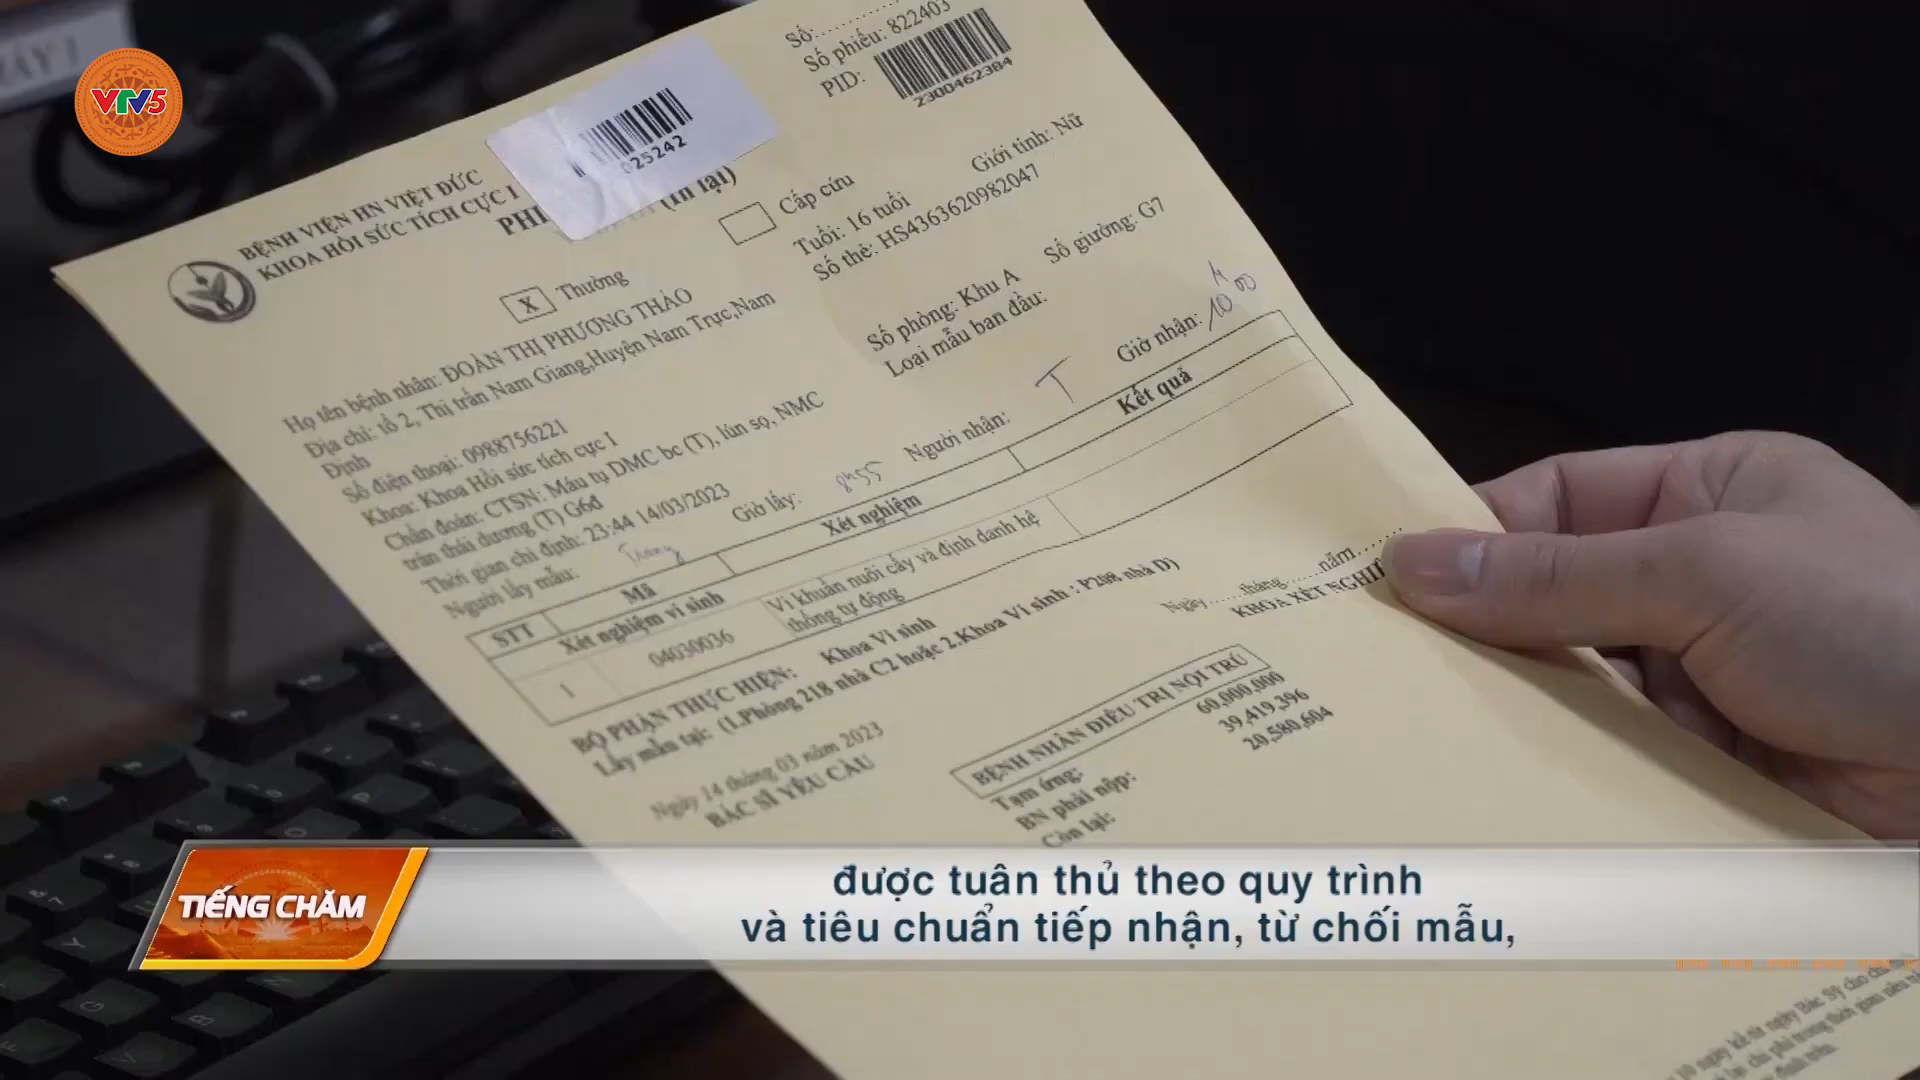 VTV5
Số:
Số phiếu: 822403
PID:
2300462384
025242
BỆNH VIỆN HN VIỆT ĐỨC
KHOA HỒI SỨC TÍCH CỰC I
(In lại)
X Thường
Cấp cứu
Giới tính: Nữ
Tuổi: 16 tuổi
Số thẻ: HS4363620982047
Họ tên bệnh nhân: ĐOÀN THỊ PHƯƠNG THẢO
Địa chỉ: tổ 2, Thị trấn Nam Giang,Huyện Nam Trực,Nam
Định
Số phòng: Khu A
Số giường: G7
Loại mẫu ban đầu:
Số điện thoại: 0988756221
Khoa: Khoa Hồi sức tích cực I
Chẩn đoán: CTSN: Máu tụ DMC bc (T), lún sọ, NMC
trán thái dương (T) G6đ
Thời gian chỉ định: 23:44 14/03/2023
Người lấy mẫu:
Giờ lấy: 8h55
Người nhận: T
Giờ nhận: 10h00
STT Mã Xét nghiệm Kết quả
Xét nghiệm vi sinh
1 04030036 Vi khuẩn nuôi cấy và định danh hệ
thống tự động
BỘ PHẬN THỰC HIỆN: Khoa Vi sinh
Lấy mẫu tại: (1.Phòng 218 nhà C2 hoặc 2.Khoa Vi sinh : nhà D)
Ngày.......tháng.......năm.......
KHOA XÉT
Ngày 14 tháng 03 năm 2023
BÁC SĨ YÊU CẦU
BỆNH NHÂN ĐIỀU TRỊ NỘI TRÚ
Tạm ứng: 60,000,000
BN phải nộp: 39,419,396
Còn lại: 20,580,604
TIẾNG CHĂM
được tuân thủ theo quy trình
và tiêu chuẩn tiếp nhận, từ chối mẫu,